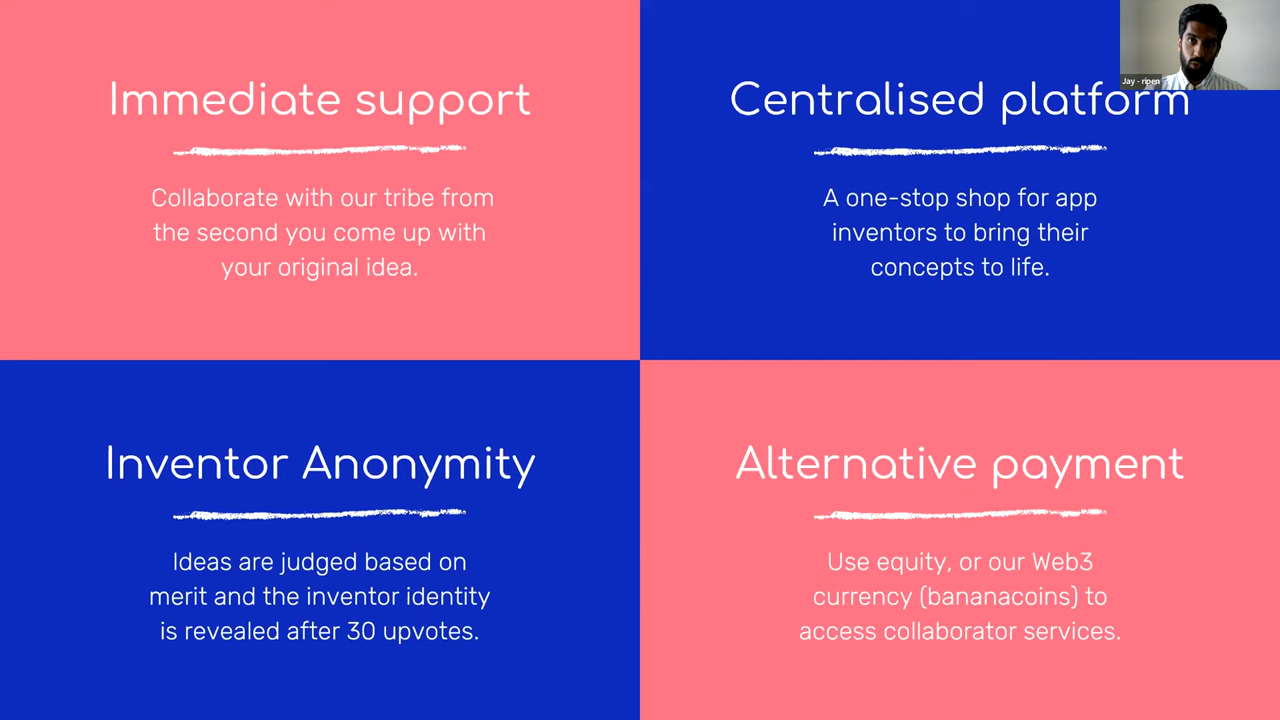 Immediate support
Collaborate with our tribe from
the second you come up with
your original idea.
Jay - ripen
Centralised platform
A one-stop shop for app
inventors to bring their
concepts to life.
Inventor Anonymity
Ideas are judged based on
merit and the inventor identity
is revealed after 30 upvotes.
Alternative payment
Use equity, or our Web3
currency (bananacoins) to
access collaborator services.